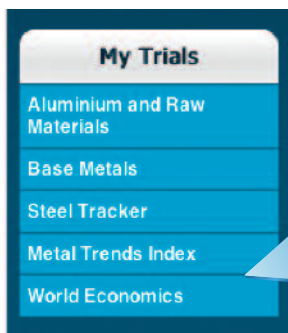 My Trials
Aluminium and Raw
Materials
Base Metals
Steel Tracker
Metal Trends Index
World Economics